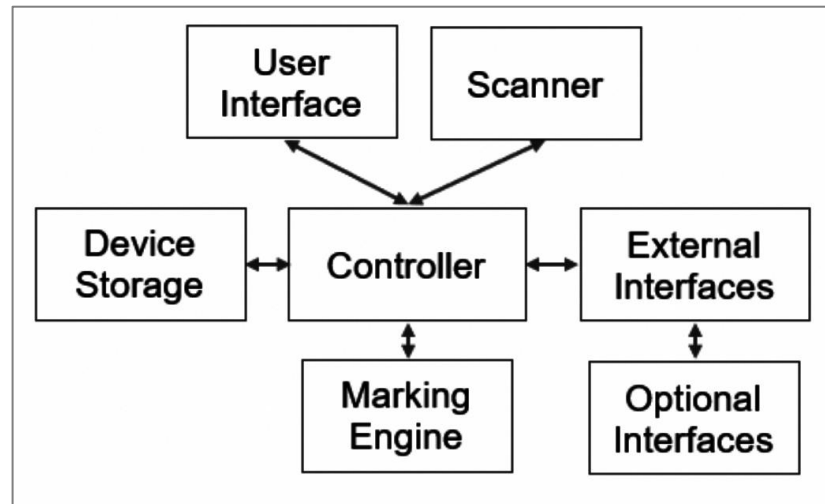 User
Interface
Scanner
Device
Storage
Controller
External
Interfaces
Marking
Engine
Optional
Interfaces